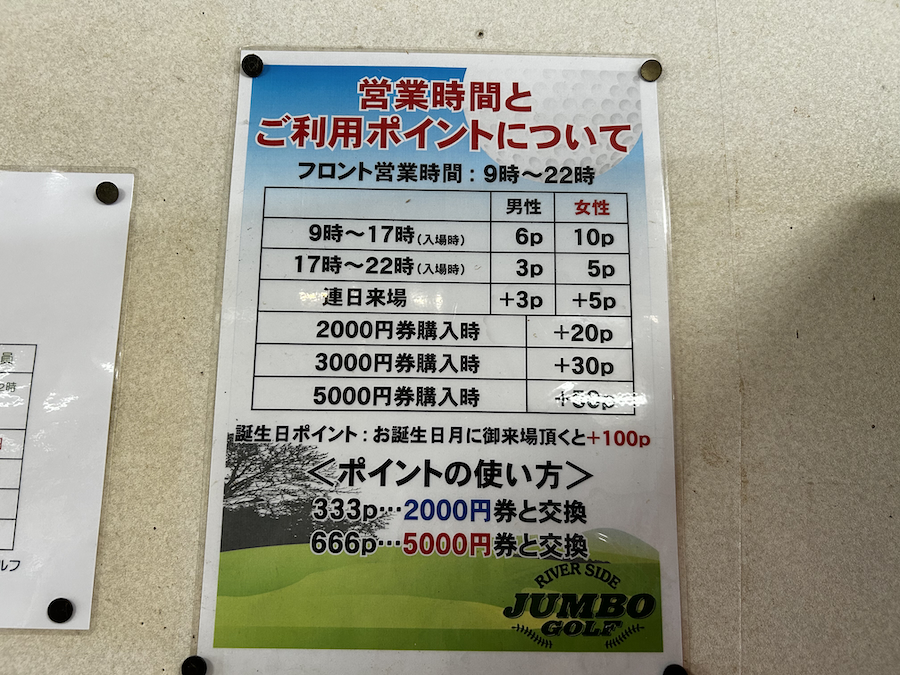 営業時間と
ご利用ポイントについて
フロント営業時間：9時～22時
男性 女性
9時～17時(入場時) 6p 10p
17時～22時(入場時) 3p 5p
連日来場 +3p +5p
2000円券購入時 +20p
3000円券購入時 +30p
5000円券購入時
誕生日ポイント：お誕生日月に御来場頂くと+100p
＜ポイントの使い方＞
333p…2000円券と交換
666p…5000円券と交換
RIVER SIDE
JUMBO
GOLF
員
2時
ルフ